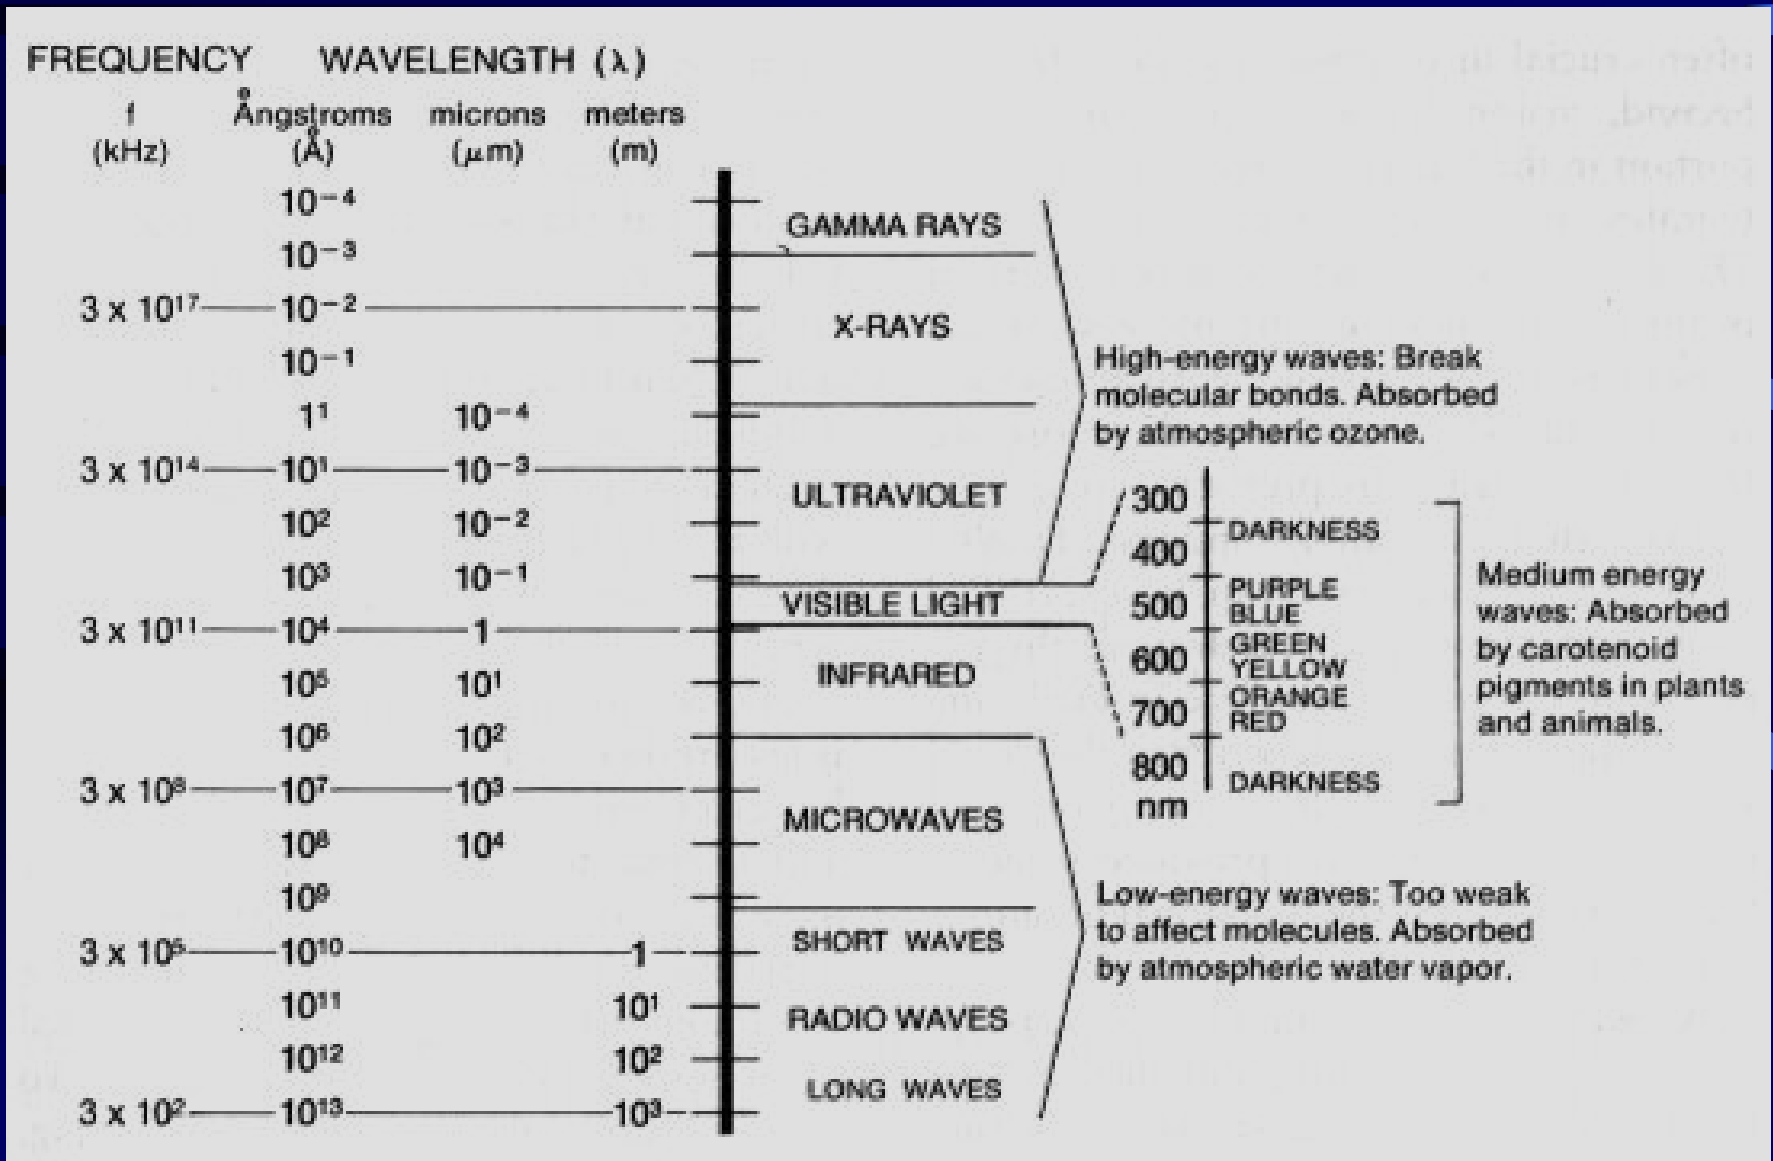 FREQUENCY WAVELENGTH (λ)
f Ångstroms microns meters
(kHz) (Å) (μm) (m)
10⁻⁴
GAMMA RAYS
10⁻³
3 x 10¹⁷ 10⁻²
X-RAYS
10⁻¹
High-energy waves: Break
molecular bonds. Absorbed
by atmospheric ozone.
1¹ 10⁻⁴
3 x 10¹⁴ 10¹ 10⁻³
ULTRAVIOLET
10² 10⁻²
10³ 10⁻¹
VISIBLE LIGHT
3 x 10¹¹ 10⁴ 1
INFRARED
10⁵ 10¹
10⁶ 10²
300
DARKNESS
400
PURPLE
500
BLUE
GREEN
600
YELLOW
ORANGE
700
RED
800
DARKNESS
nm
Medium energy
waves: Absorbed
by carotenoid
pigments in plants
and animals.
3 x 10⁸ 10⁷ 10³
MICROWAVES
10⁸ 10⁴
10⁹
Low-energy waves: Too weak
to affect molecules. Absorbed
by atmospheric water vapor.
SHORT WAVES
3 x 10⁵ 10¹⁰ 1
10¹¹ 10¹
RADIO WAVES
10¹² 10²
LONG WAVES
3 x 10² 10¹³ 10³